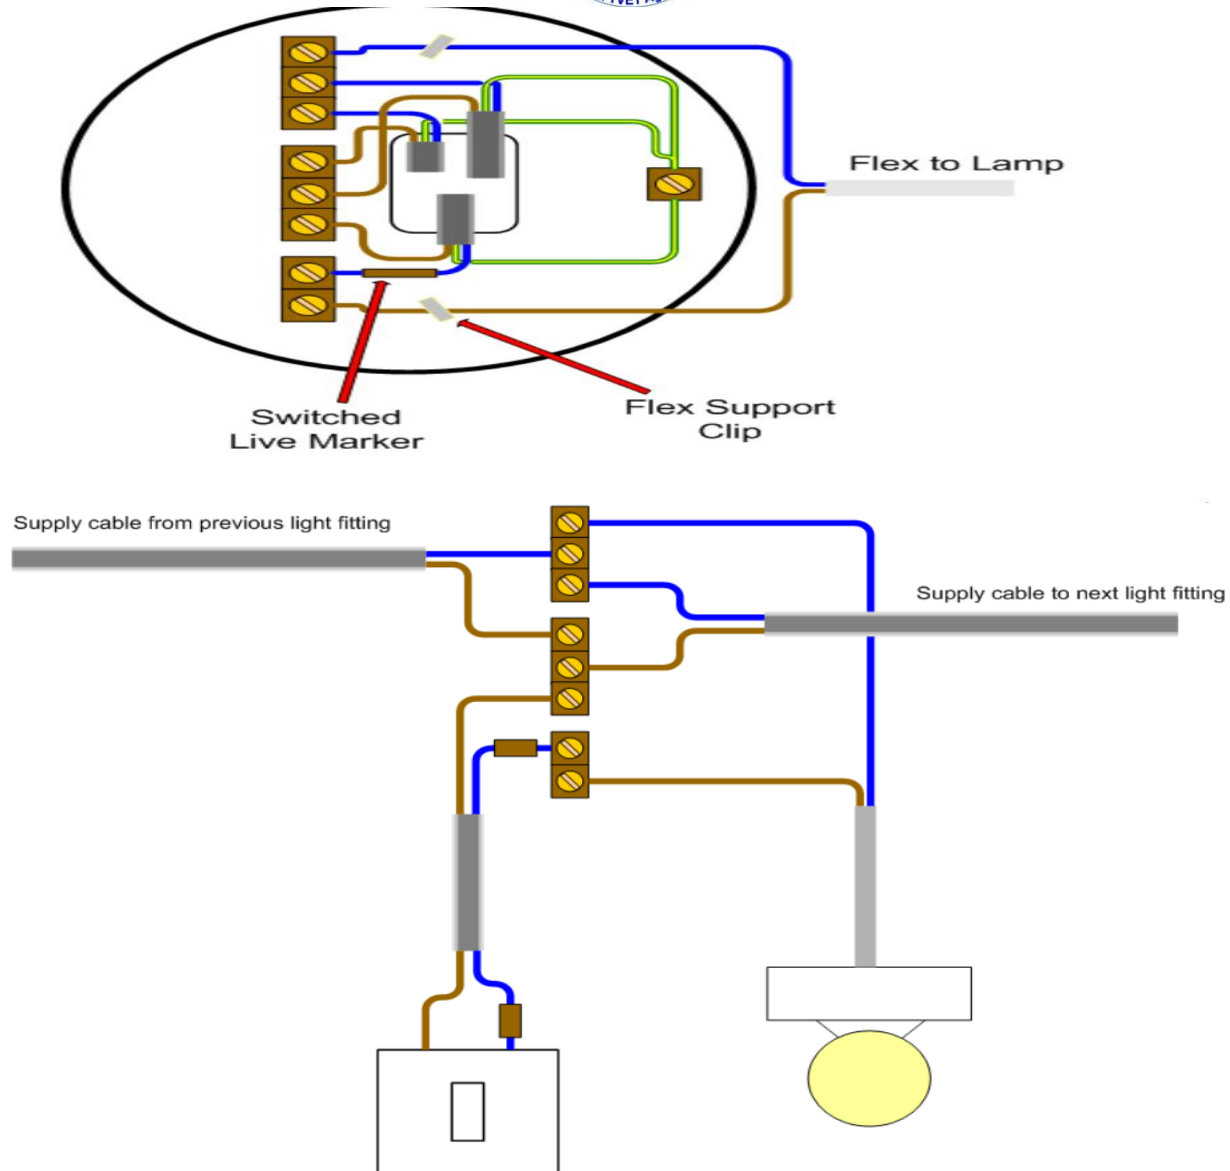 Flex to Lamp
Switched
Live Marker
Flex Support
Clip
Supply cable from previous light fitting
Supply cable to next light fitting